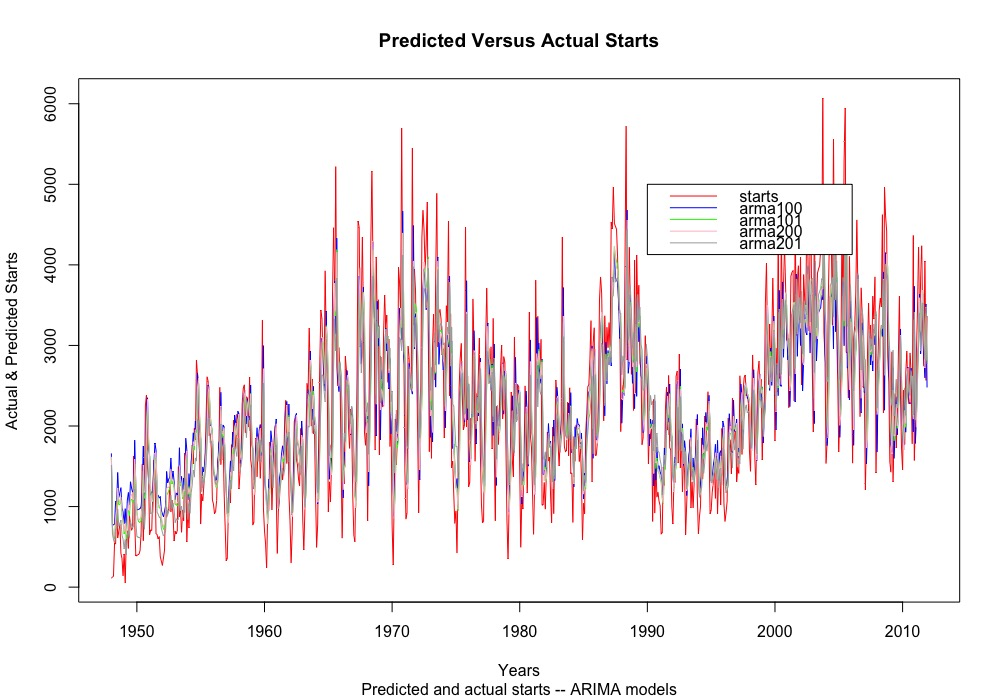 Predicted Versus Actual Starts
Actual & Predicted Starts
6000
5000
4000
3000
2000
1000
0
starts
arma100
arma101
arma200
arma201
1950 1960 1970 1980 1990 2000 2010
Years
Predicted and actual starts -- ARIMA models